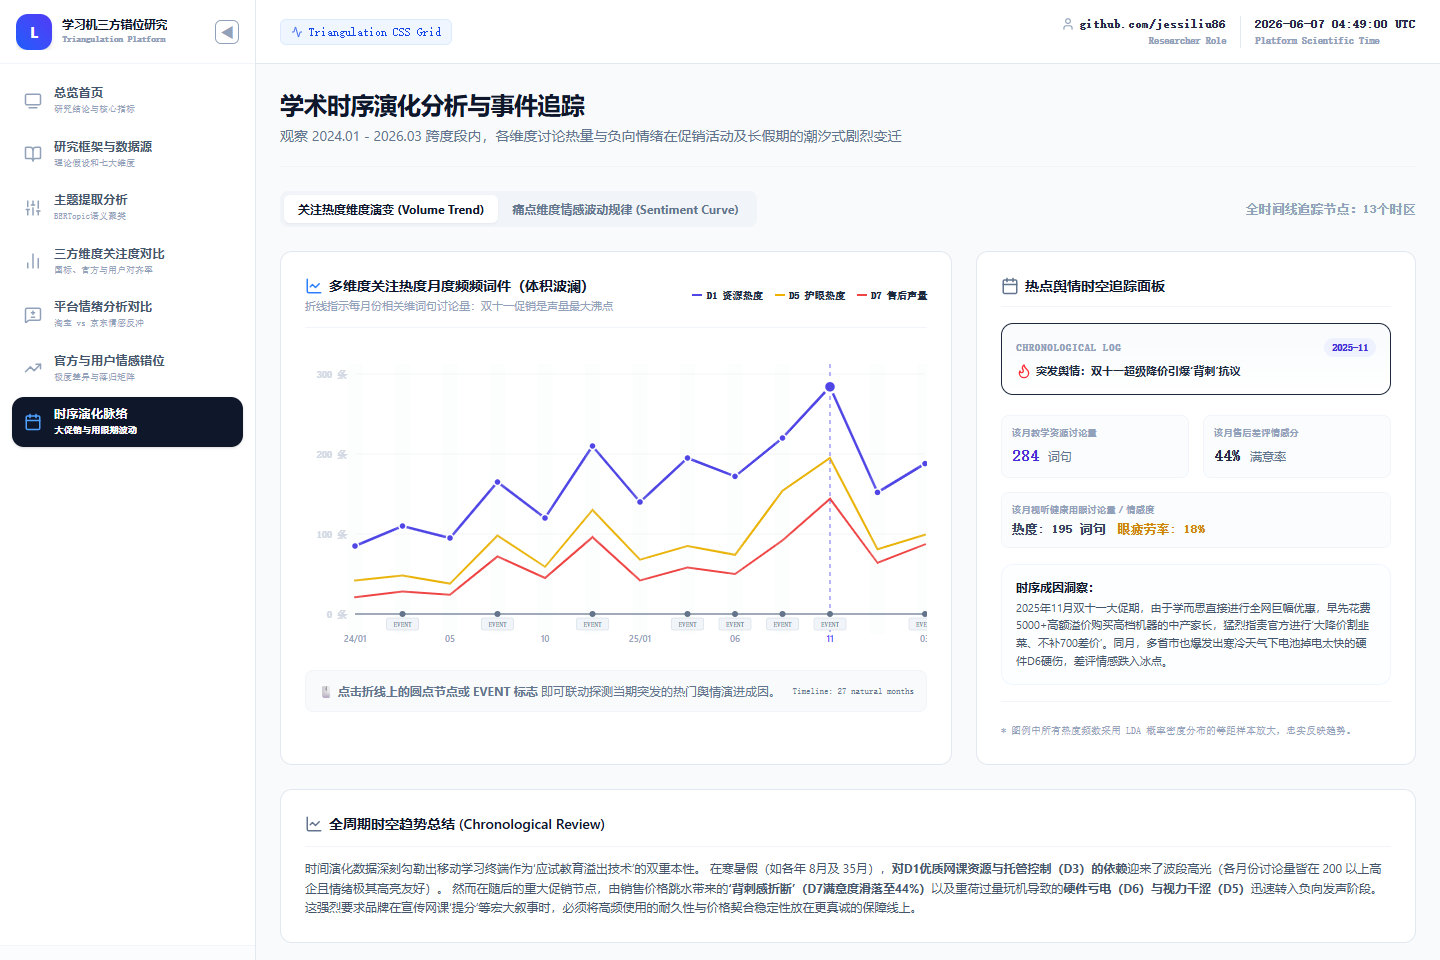 L
学习机三方错位研究
Triangulation Platform
◀
Triangulation CSS Grid
github.com/jessiliu86
Researcher Role
2026-06-07 04:49:00 UTC
Platform Scientific Time
总览首页
研究结论与核心指标
研究框架与数据源
理论假设和七大维度
主题提取分析
BERTopic语义聚类
三方维度关注度对比
国标、官方与用户对齐率
平台情绪分析对比
淘宝 vs 京东情感反冲
官方与用户情感错位
极度差异与落归矩阵
时序演化脉络
大促销与用眼潮波动
学术时序演化分析与事件追踪
观察 2024.01 - 2026.03 跨度段内，各维度讨论热量与负向情绪在促销活动及长假期的潮汐式剧烈变迁
关注热度维度演变 (Volume Trend)
痛点维度情感波动规律 (Sentiment Curve)
全时间线追踪节点：13个时区
多维度关注热度月度频频词件（体积波澜）
折线指示每月份相关维词句讨论量：双十一促销是声量最大沸点
D1 资源热度
D5 护眼热度
D7 售后声量
300 条
200 条
100 条
0 条
EVENT
EVENT
EVENT
EVENT
EVENT
EVENT
EVENT
EVE
24/01
05
10
25/01
06
11
03
点击折线上的圆点节点或 EVENT 标志 即可联动探测当期突发的热门舆情演进成因。
Timeline: 27 natural months
热点舆情时空追踪面板
CHRONOLOGICAL LOG
2025-11
突发舆情：双十一超级降价引爆'背刺'抗议
该月教学资源讨论量
284 词句
该月售后差评情感分
44% 满意率
该月视听健康用眼讨论量 / 情感度
热度：195 词句 眼疲劳率：18%
时序成因洞察：
2025年11月双十一大促期，由于学而思直接进行全网巨幅优惠，早先花费
5000+高额溢价购买高档机器的中产家长，猛烈指责官方进行'大降价割韭
菜、不补700差价'。同月，多省市也爆发出寒冷天气下电池掉电太快的硬
件D6硬伤，差评情感跌入冰点。
* 图例中所有热度频数采用 LDA 概率密度分布的等距样本放大，忠实反映趋势。
全周期时空趋势总结 (Chronological Review)
时间演化数据深刻勾勒出移动学习终端作为'应试教育溢出技术'的双重本性。 在寒暑假（如各年 8月及 35月），对D1优质网课资源与托管控制（D3）的依赖迎来了波段高光（各月份讨论量皆在 200 以上高
企且情绪极其高亮友好）。 然而在随后的重大促销节点，由销售价格跳水带来的'背刺感折断'（D7满意度滑落至44%）以及重荷过量玩机导致的硬件亏电（D6）与视力干涩（D5）迅速转入负向发声阶段。
这强烈要求品牌在宣传网课'提分'等宏大叙事时，必须将高频使用的耐久性与价格契合稳定性放在更真诚的保障线上。